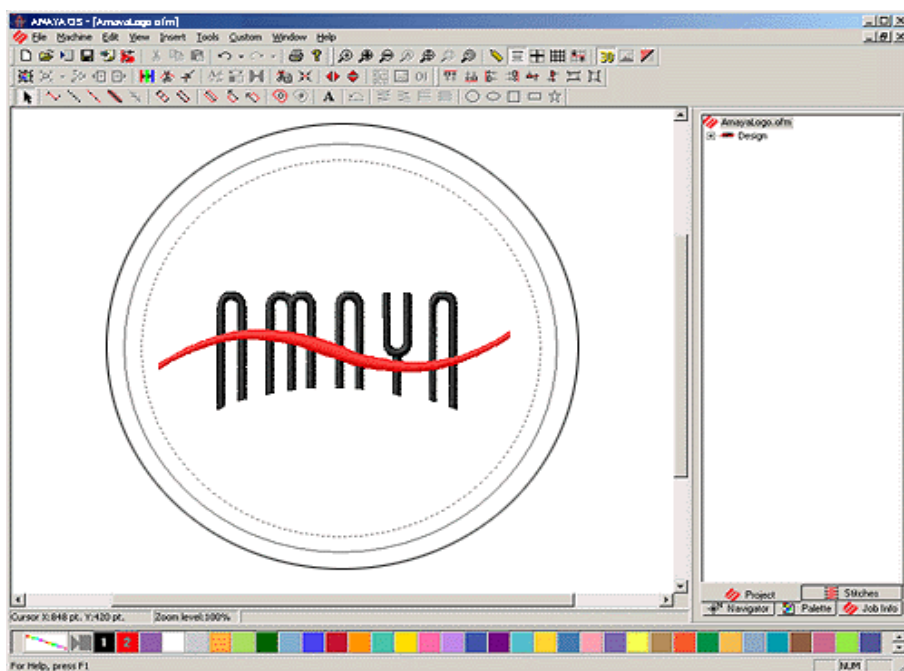 AMAYA OS - [AmayaLogo.ofm]
File Machine Edit View Insert Tools Custom Window Help
3D
A
AmayaLogo.ofm
Design
AMAYA
Project Stitches
Navigator Palette Job Info
Cursor X:848 pt. Y:420 pt. Zoom level:100%
1 2
For Help, press F1 NUM